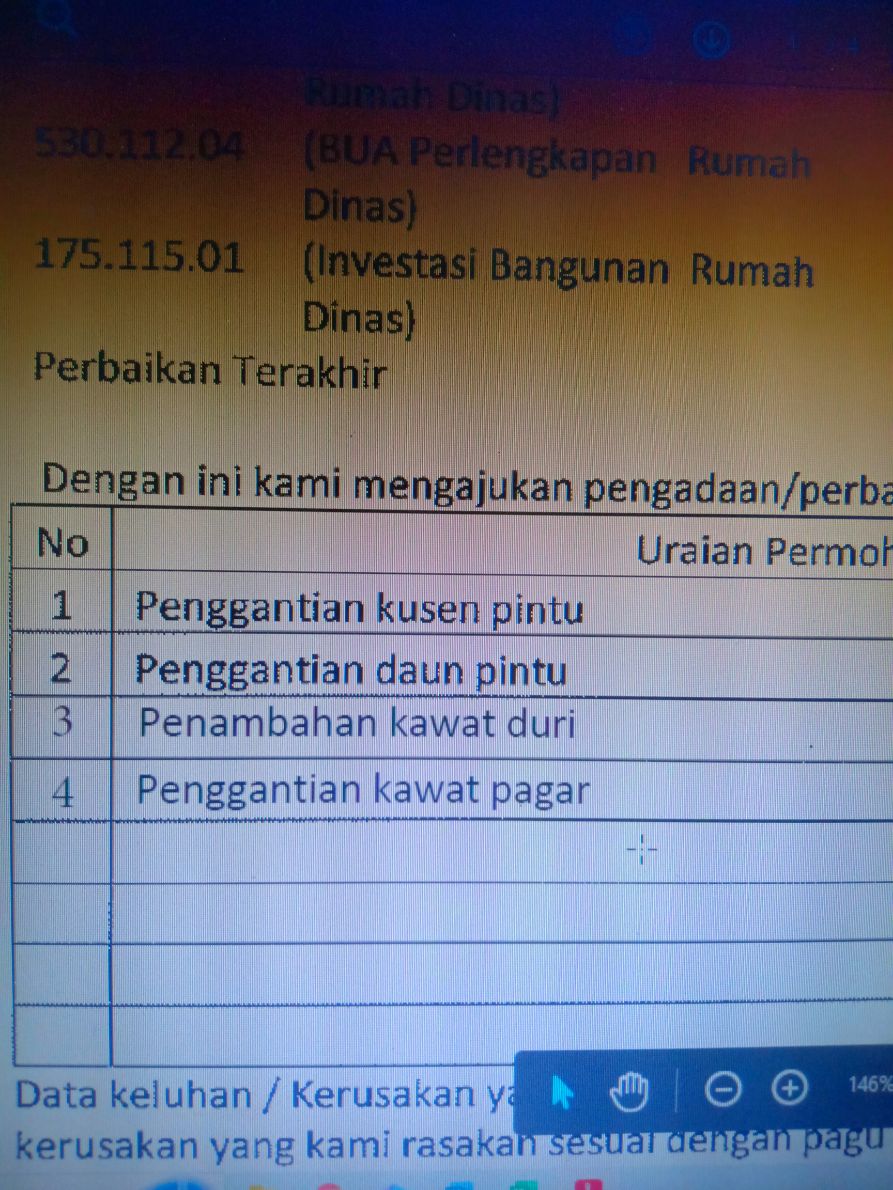 Rumah Dinas)
530.112.04 (BUA Perlengkapan Rumah
Dinas)
175.115.01 (Investasi Bangunan Rumah
Dinas)
Perbaikan Terakhir
Dengan ini kami mengajukan pengadaan/perba
No Uraian Permoh
1 Penggantian kusen pintu
2 Penggantian daun pintu
3 Penambahan kawat duri
4 Penggantian kawat pagar
Data keluhan / Kerusakan ya
146%
kerusakan yang kami rasakan sesuai dengan pagu